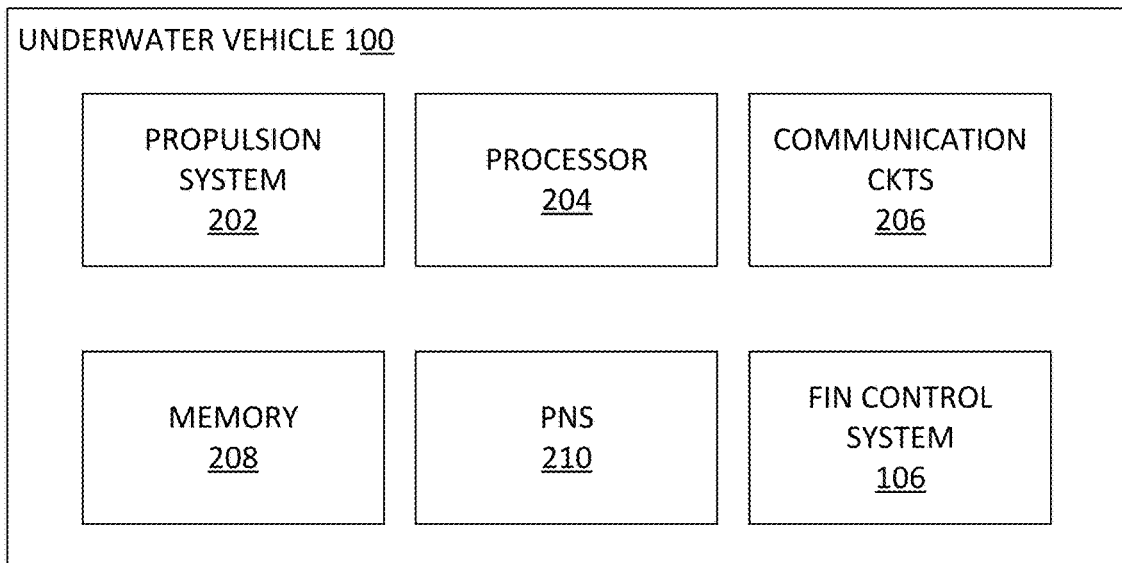 UNDERWATER VEHICLE 100
PROPULSION
SYSTEM
202
PROCESSOR
204
COMMUNICATION
CKTS
206
MEMORY
208
PNS
210
FIN CONTROL
SYSTEM
106